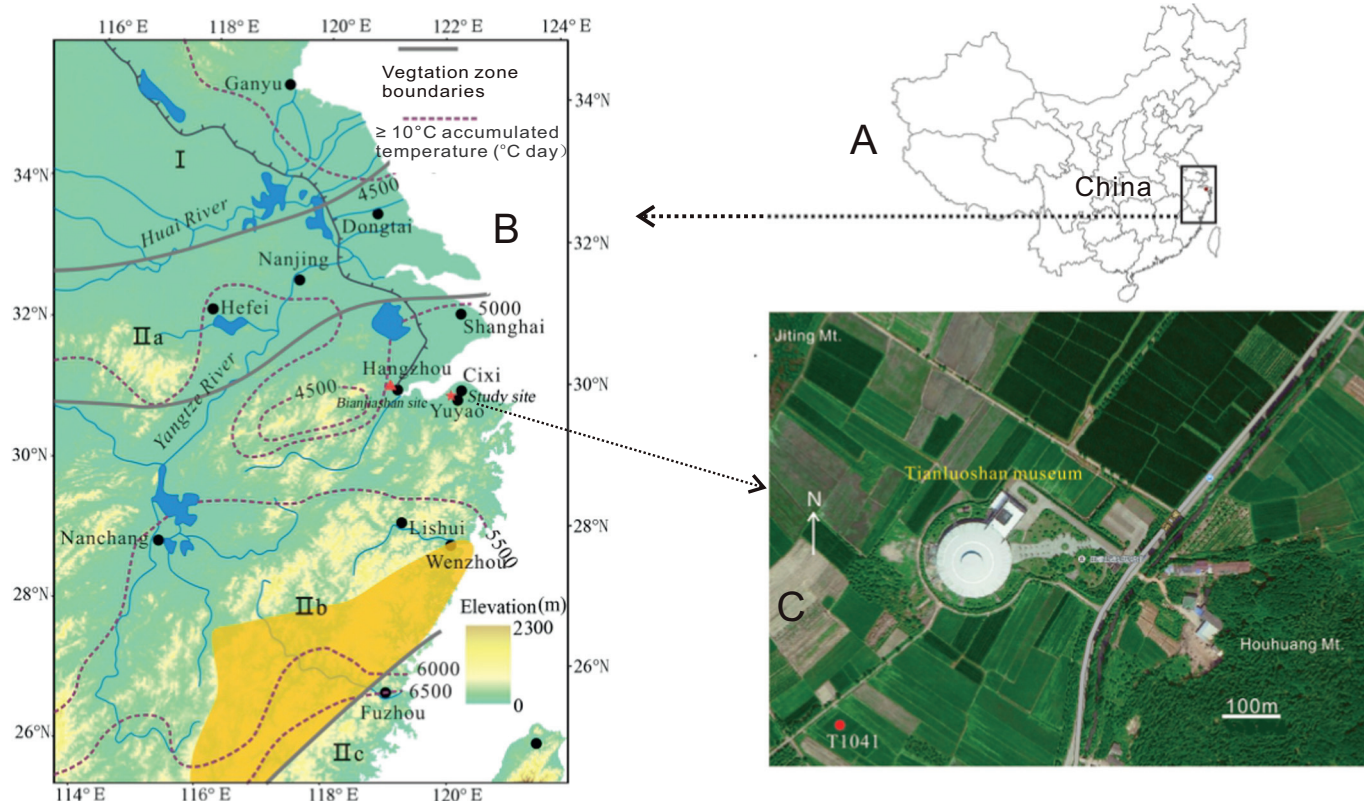 116° E
118° E
120° E
122° E
124° E
Vegtation zone
boundaries
≥ 10°C accumulated
temperature (°C day)
Ganyu
34°N
I
34°N
4500
Huai River
Dongtai
B
32°N
Nanjing
Hefei
5000
32°N
IIa
Shanghai
Yangtze River
Hangzhou
4500
Cixi
30°N
Bianjiashan site
Study site
Yuyao
30°N
Nanchang
Lishui
28°N
5500
Wenzhou
28°N
IIb
Elevation(m)
2300
0
6000
26°N
6500
Fuzhou
26°N
IIc
114° E
116° E
118° E
120° E
A
China
Jiting Mt.
Tianluoshan museum
N
C
Houhuang Mt.
100m
T1041